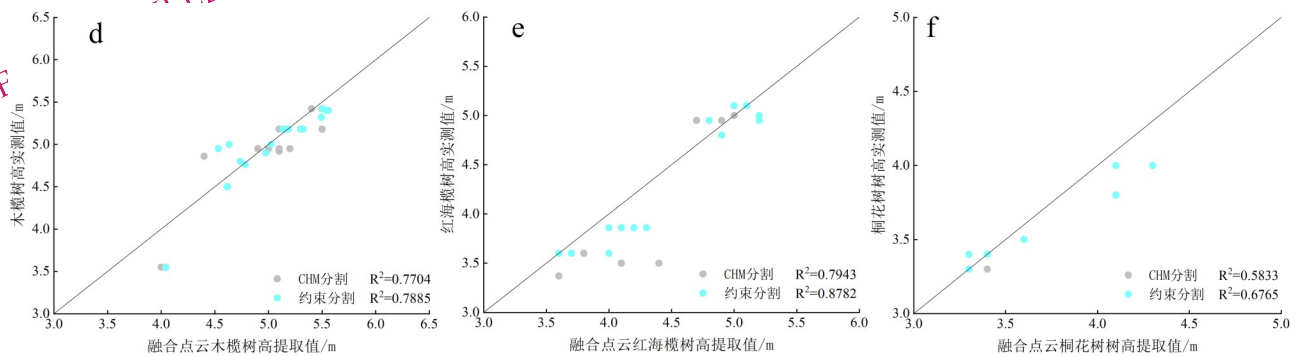 d
木榄树高实测值/m
6.5
6.0
5.5
5.0
4.5
4.0
3.5
3.0
CHM分割 R²=0.7704
约束分割 R²=0.7885
3.0 3.5 4.0 4.5 5.0 5.5 6.0 6.5
融合点云木榄树高提取值/m
e
红海榄树高实测值/m
6.0
5.5
5.0
4.5
4.0
3.5
3.0
CHM分割 R²=0.7943
约束分割 R²=0.8782
3.0 3.5 4.0 4.5 5.0 5.5 6.0
融合点云红海榄树高提取值/m
f
桐花树树高实测值/m
5.0
4.5
4.0
3.5
3.0
CHM分割 R²=0.5833
约束分割 R²=0.6765
3.0 3.5 4.0 4.5 5.0
融合点云桐花树树高提取值/m